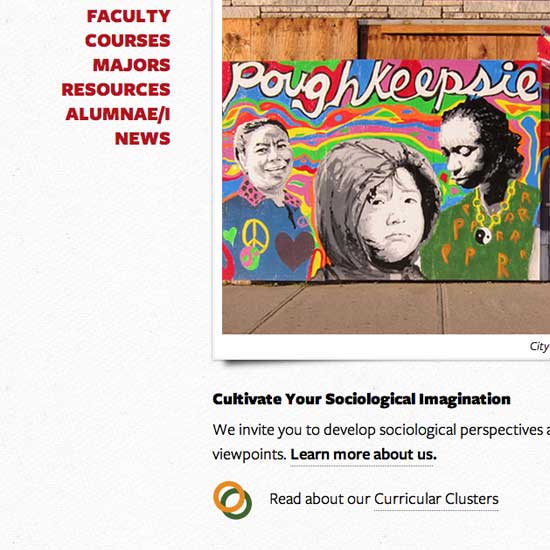 FACULTY
COURSES
MAJORS
RESOURCES
ALUMNAE/I
NEWS
Poughkeepsie
City
Cultivate Your Sociological Imagination
We invite you to develop sociological perspectives
viewpoints. Learn more about us.
Read about our Curricular Clusters